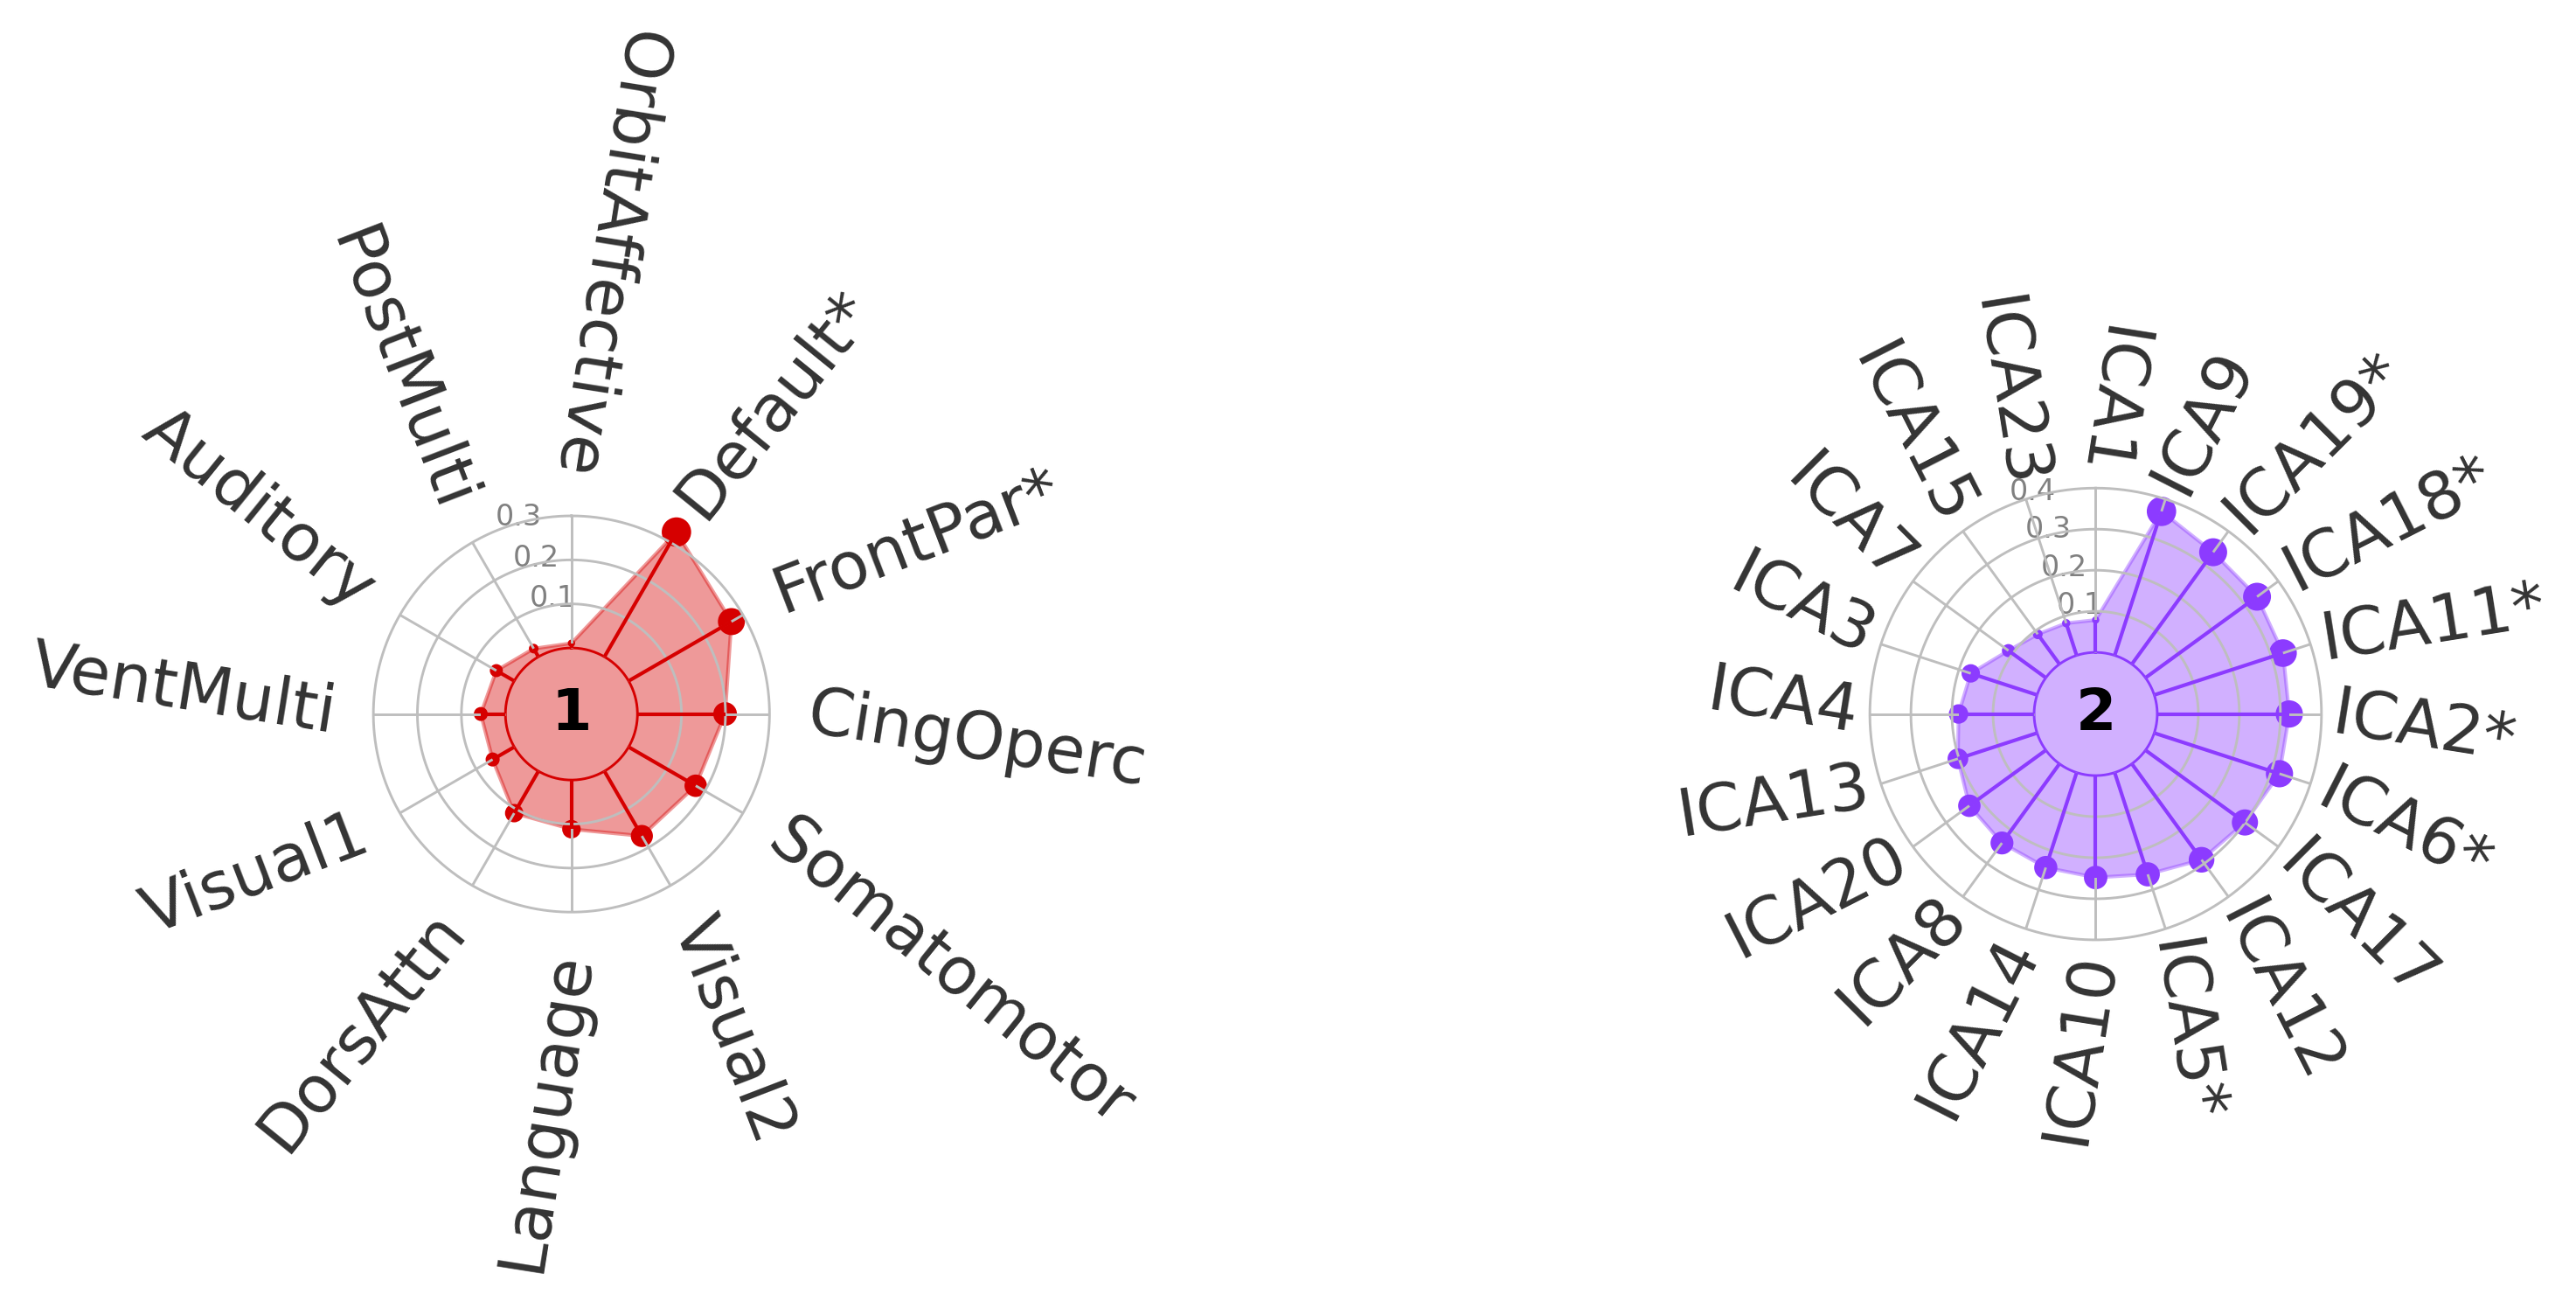 OrbitAffective
Default*
FrontPar*
CingOperc
Somatomotor
Visual2
Language
DorsAttn
Visual1
VentMulti
Auditory
PostMulti
0.3
0.2
0.1
1
ICA1
ICA9
ICA19*
ICA18*
ICA11*
ICA2*
ICA6*
ICA17
ICA12
ICA5*
ICA10
ICA14
ICA8
ICA20
ICA13
ICA4
ICA3
ICA7
ICA15
ICA23
0.4
0.3
0.2
0.1
2